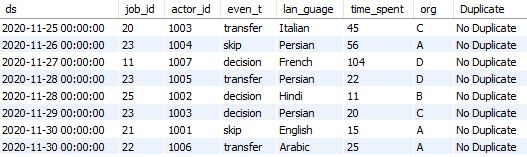 ds job_id actor_id even_t lan_guage time_spent org Duplicate
2020-11-25 00:00:00 20 1003 transfer Italian 45 C No Duplicate
2020-11-26 00:00:00 23 1004 skip Persian 56 A No Duplicate
2020-11-27 00:00:00 11 1007 decision French 104 D No Duplicate
2020-11-28 00:00:00 23 1005 transfer Persian 22 D No Duplicate
2020-11-28 00:00:00 25 1002 decision Hindi 11 B No Duplicate
2020-11-29 00:00:00 23 1003 decision Persian 20 C No Duplicate
2020-11-30 00:00:00 21 1001 skip English 15 A No Duplicate
2020-11-30 00:00:00 22 1006 transfer Arabic 25 A No Duplicate